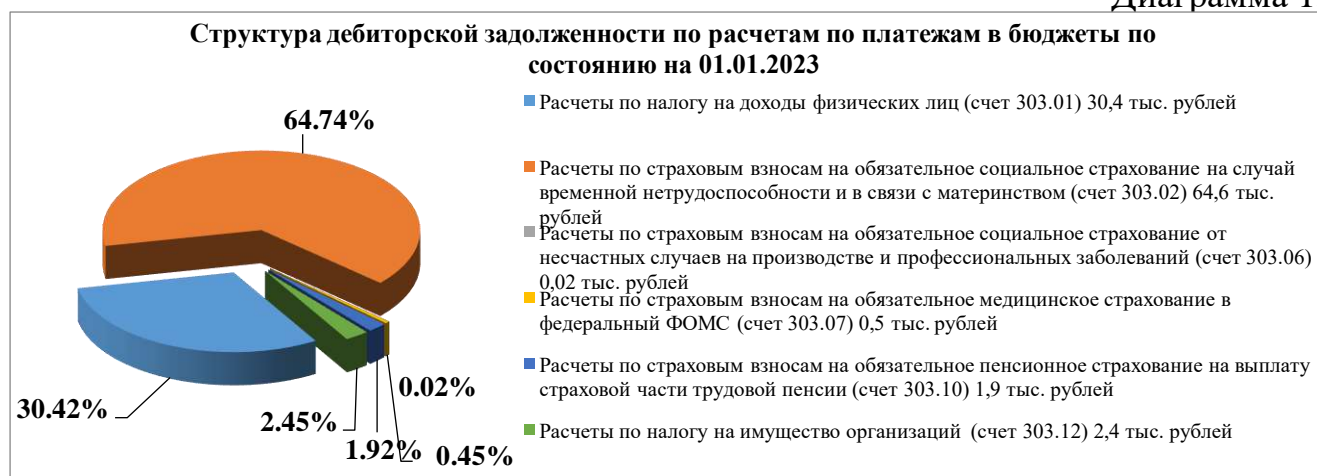 Диаграмма 1
Структура дебиторской задолженности по расчетам по платежам в бюджеты по
состоянию на 01.01.2023
64.74%
30.42%
2.45%
1.92%
0.02%
0.45%
Расчеты по налогу на доходы физических лиц (счет 303.01) 30,4 тыс. рублей
Расчеты по страховым взносам на обязательное социальное страхование на случай
временной нетрудоспособности и в связи с материнством (счет 303.02) 64,6 тыс.
рублей
Расчеты по страховым взносам на обязательное социальное страхование от
несчастных случаев на производстве и профессиональных заболеваний (счет 303.06)
0,02 тыс. рублей
Расчеты по страховым взносам на обязательное медицинское страхование в
федеральный ФОМС (счет 303.07) 0,5 тыс. рублей
Расчеты по страховым взносам на обязательное пенсионное страхование на выплату
страховой части трудовой пенсии (счет 303.10) 1,9 тыс. рублей
Расчеты по налогу на имущество организаций (счет 303.12) 2,4 тыс. рублей